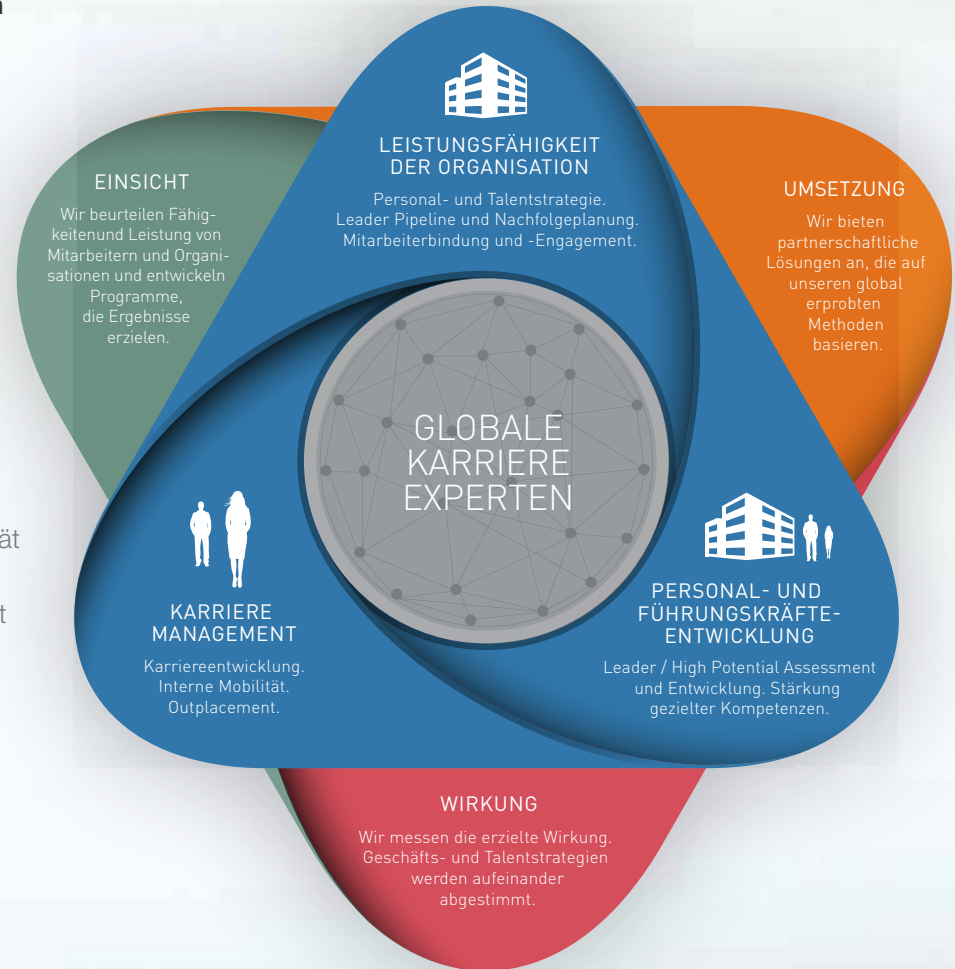 LEISTUNGSFÄHIGKEIT
DER ORGANISATION
Personal- und Talentstrategie.
Leader Pipeline und Nachfolgeplanung.
Mitarbeiterbindung und -Engagement.
EINSICHT
Wir beurteilen Fähig-
keitenund Leistung von
Mitarbeitern und Organi-
sationen und entwickeln
Programme,
die Ergebnisse
erzielen.
UMSETZUNG
Wir bieten
partnerschaftliche
Lösungen an, die auf
unseren global
erprobten
Methoden
basieren.
GLOBALE
KARRIERE
EXPERTEN
KARRIERE
MANAGEMENT
Karriereentwicklung.
Interne Mobilität.
Outplacement.
PERSONAL- UND
FÜHRUNGSKRÄFTE-
ENTWICKLUNG
Leader / High Potential Assessment
und Entwicklung. Stärkung
gezielter Kompetenzen.
WIRKUNG
Wir messen die erzielte Wirkung.
Geschäfts- und Talentstrategien
werden aufeinander
abgestimmt.